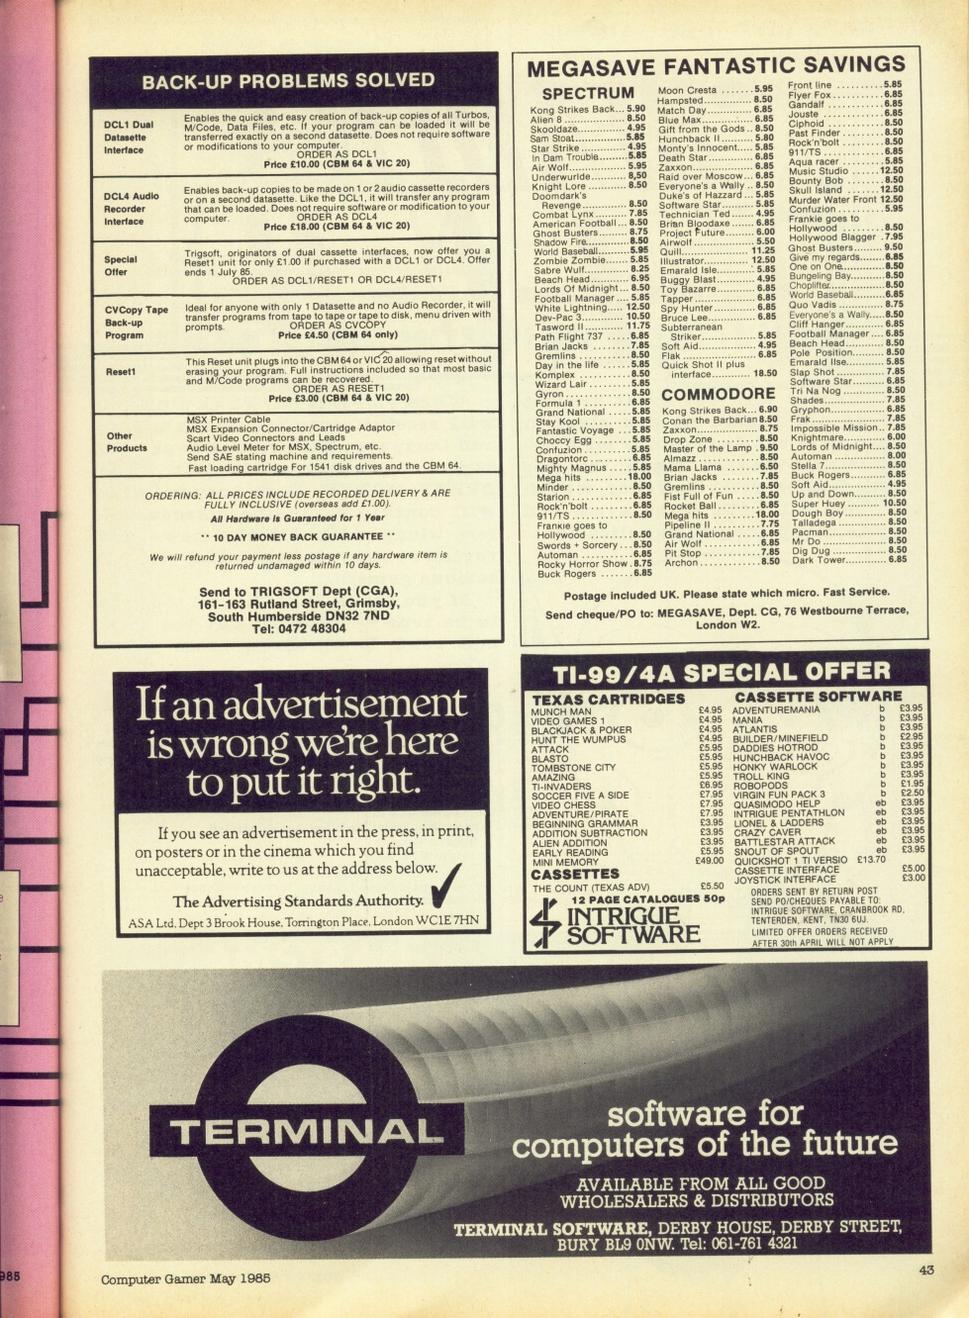 BACK-UP PROBLEMS SOLVED
DCL1 Dual Datasette Interface
Enables the quick and easy creation of back-up copies of all Turbos,
M/Code, Data Files, etc. If your program can be loaded it will be
transferred exactly on a second datasette. Does not require software
or modifications to your computer.
ORDER AS DCL1
Price £10.00 (CBM 64 & VIC 20)
DCL4 Audio Recorder Interface
Enables back-up copies to be made on 1 or 2 audio cassette recorders
or on a second datasette. Like the DCL1, it will transfer any program
that can be loaded. Does not require software or modification to your
computer. ORDER AS DCL4
Price £18.00 (CBM 64 & VIC 20)
Special Offer
Trigsoft, originators of dual cassette interfaces, now offer you a
Reset1 unit for only £1.00 if purchased with a DCL1 or DCL4. Offer
ends 1 July 85.
ORDER AS DCL1/RESET1 OR DCL4/RESET1
CVCopy Tape Back-up Program
Ideal for anyone with only 1 Datasette and no Audio Recorder, it will
transfer programs from tape to tape or tape to disk, menu driven with
prompts. ORDER AS CVCOPY
Price £4.50 (CBM 64 only)
Reset1
This Reset unit plugs into the CBM 64 or VIC 20 allowing reset without
erasing your program. Full instructions included so that most basic
and M/Code programs can be recovered.
ORDER AS RESET1
Price £3.00 (CBM 64 & VIC 20)
Other Products
MSX Printer Cable
MSX Expansion Connector/Cartridge Adaptor
Scart Video Connectors and Leads
Audio Level Meter for MSX, Spectrum, etc.
Send SAE stating machine and requirements.
Fast loading cartridge For 1541 disk drives and the CBM 64.
ORDERING: ALL PRICES INCLUDE RECORDED DELIVERY & ARE
FULLY INCLUSIVE (overseas add £1.00).
All Hardware is Guaranteed for 1 Year
** 10 DAY MONEY BACK GUARANTEE **
We will refund your payment less postage if any hardware item is
returned undamaged within 10 days.
Send to TRIGSOFT Dept (CGA),
161-163 Rutland Street, Grimsby,
South Humberside DN32 7ND
Tel: 0472 48304
MEGASAVE FANTASTIC SAVINGS
SPECTRUM
Kong Strikes Back... 5.90
Alien 8 8.50
Skooldaze 4.95
Sam Stoat 5.85
Star Strike 4.95
In Dam Trouble 5.85
Air Wolf 5.95
Underwurlde 8,50
Knight Lore 8.50
Doomdark's
Revenge 8.50
Combat Lynx 7.85
American Football 8.50
Ghost Busters 8.75
Shadow Fire 8.50
World Baseball 5.95
Zombie Zombie 5.85
Sabre Wulf 8.25
Beach Head 6.95
Lords Of Midnight 8.50
Football Manager 5.85
White Lightning 12.50
Dev-Pac 3 10.50
Tasword II 11.75
Path Flight 737 6.85
Brian Jacks 7.85
Gremlins 8.50
Day in the life 5.85
Komplex 8.50
Wizard Lair 5.85
Gyron 8.50
Formula 1 6.85
Grand National 5.85
Stay Kool 5.85
Fantastic Voyage 5.85
Choccy Egg 5.85
Confuzion 5.85
Dragontorc 6.85
Mighty Magnus 5.85
Mega hits 18.00
Minder 8.50
Starion 6.85
Rock'n'bolt 6.85
911/TS 8.50
Frankie goes to
Hollywood 8.50
Swords + Sorcery 8.50
Automan 6.85
Rocky Horror Show 8.75
Buck Rogers 6.85
Moon Cresta 5.95
Hampsted 8.50
Match Day 6.85
Blue Max 6.85
Gift from the Gods 8.50
Hunchback II 5.80
Monty's Innocent 5.85
Death Star 6.85
Zaxxon 6.85
Raid over Moscow 6.85
Everyone's a Wally 8.50
Duke's of Hazzard 5.85
Software Star 5.85
Technician Ted 4.95
Brian Bloodaxe 6.85
Project Future 6.00
Airwolf 5.50
Quill 11.25
Illustrator 12.50
Emarald Isle 5.85
Buggy Blast 4.95
Toy Bazarre 6.85
Tapper 6.85
Spy Hunter 6.85
Bruce Lee 6.85
Subterranean
Striker 5.85
Soft Aid 4.95
Flak 6.85
Quick Shot II plus
interface 18.50
COMMODORE
Kong Strikes Back... 6.90
Conan the Barbarian 8.50
Zaxxon 8.75
Drop Zone 8.50
Master of the Lamp 9.50
Almazz 8.50
Mama Llama 6.50
Brian Jacks 7.85
Gremlins 8.50
Fist Full of Fun 8.50
Rocket Ball 6.85
Mega hits 18.00
Pipeline II 7.75
Grand National 6.85
Air Wolf 6.85
Pit Stop 7.85
Archon 8.50
Front line 5.85
Flyer Fox 6.85
Gandalf 6.85
Jouste 6.85
Ciphoid 8.50
Past Finder 8.50
Rock'n'bolt 8.50
911/TS 6.85
Aqua racer 5.85
Music Studio 12.50
Bounty Bob 8.50
Skull Island 12.50
Murder Water Front 12.50
Confuzion 5.95
Frankie goes to
Hollywood 8.50
Hollywood Blagger 7.95
Ghost Busters 9.50
Give my regards 6.85
One on One 8.50
Bungeling Bay 8.50
Choplifter 8.50
World Baseball 6.85
Quo Vadis 8.75
Everyone's a Wally 8.50
Cliff Hanger 6.85
Football Manager 6.85
Beach Head 8.50
Pole Position 8.50
Emarald Ilse 5.85
Slap Shot 7.85
Software Star 6.85
Tri Na Nog 8.50
Shades 7.85
Gryphon 6.85
Frak 7.85
Impossible Mission 7.85
Knightmare 6.00
Lords of Midnight 8.50
Automan 8.00
Stella 7 8.50
Buck Rogers 6.85
Soft Aid 4.95
Up and Down 8.50
Super Huey 10.50
Dough Boy 8.50
Talladega 8.50
Pacman 8.50
Mr Do 8.50
Dig Dug 8.50
Dark Tower 6.85
Postage included UK. Please state which micro. Fast Service.
Send cheque/PO to: MEGASAVE, Dept. CG, 76 Westbourne Terrace,
London W2.
If an advertisement
is wrong we're here
to put it right.
If you see an advertisement in the press, in print,
on posters or in the cinema which you find
unacceptable, write to us at the address below.
The Advertising Standards Authority.
ASA Ltd. Dept 3 Brook House, Torrington Place, London WC1E 7HN
TI-99/4A SPECIAL OFFER
TEXAS CARTRIDGES
MUNCH MAN £4.95
VIDEO GAMES 1 £4.95
BLACKJACK & POKER £4.95
HUNT THE WUMPUS £4.95
ATTACK £5.95
BLASTO £5.95
TOMBSTONE CITY £5.95
AMAZING £5.95
TI-INVADERS £6.95
SOCCER FIVE A SIDE £7.95
VIDEO CHESS £7.95
ADVENTURE/PIRATE £7.95
BEGINNING GRAMMAR £3.95
ADDITION SUBTRACTION £3.95
ALIEN ADDITION £3.95
EARLY READING £5.95
MINI MEMORY £49.00
CASSETTES
THE COUNT (TEXAS ADV) £5.50
12 PAGE CATALOGUES 50p
INTRIGUE
SOFTWARE
CASSETTE SOFTWARE
ADVENTUREMANIA b £3.95
MANIA b £3.95
ATLANTIS b £3.95
BUILDER/MINEFIELD b £2.95
DADDIES HOTROD b £3.95
HUNCHBACK HAVOC b £3.95
HONKY WARLOCK b £3.95
TROLL KING b £3.95
ROBOPODS b £1.95
VIRGIN FUN PACK 3 b £2.50
QUASIMODO HELP eb £3.95
INTRIGUE PENTATHLON eb £3.95
LIONEL & LADDERS eb £3.95
CRAZY CAVER eb £3.95
BATTLESTAR ATTACK eb £3.95
SNOUT OF SPOUT eb £3.95
QUICKSHOT 1 TI VERSIO £13.70
CASSETTE INTERFACE £5.00
JOYSTICK INTERFACE £3.00
ORDERS SENT BY RETURN POST
SEND PO/CHEQUES PAYABLE TO:
INTRIGUE SOFTWARE, CRANBROOK RD,
TENTERDEN, KENT, TN30 6UJ.
LIMITED OFFER ORDERS RECEIVED
AFTER 30th APRIL WILL NOT APPLY
TERMINAL
software for
computers of the future
AVAILABLE FROM ALL GOOD
WHOLESALERS & DISTRIBUTORS
TERMINAL SOFTWARE, DERBY HOUSE, DERBY STREET,
BURY BL9 0NW. Tel: 061-761 4321
985
Computer Gamer May 1985
43